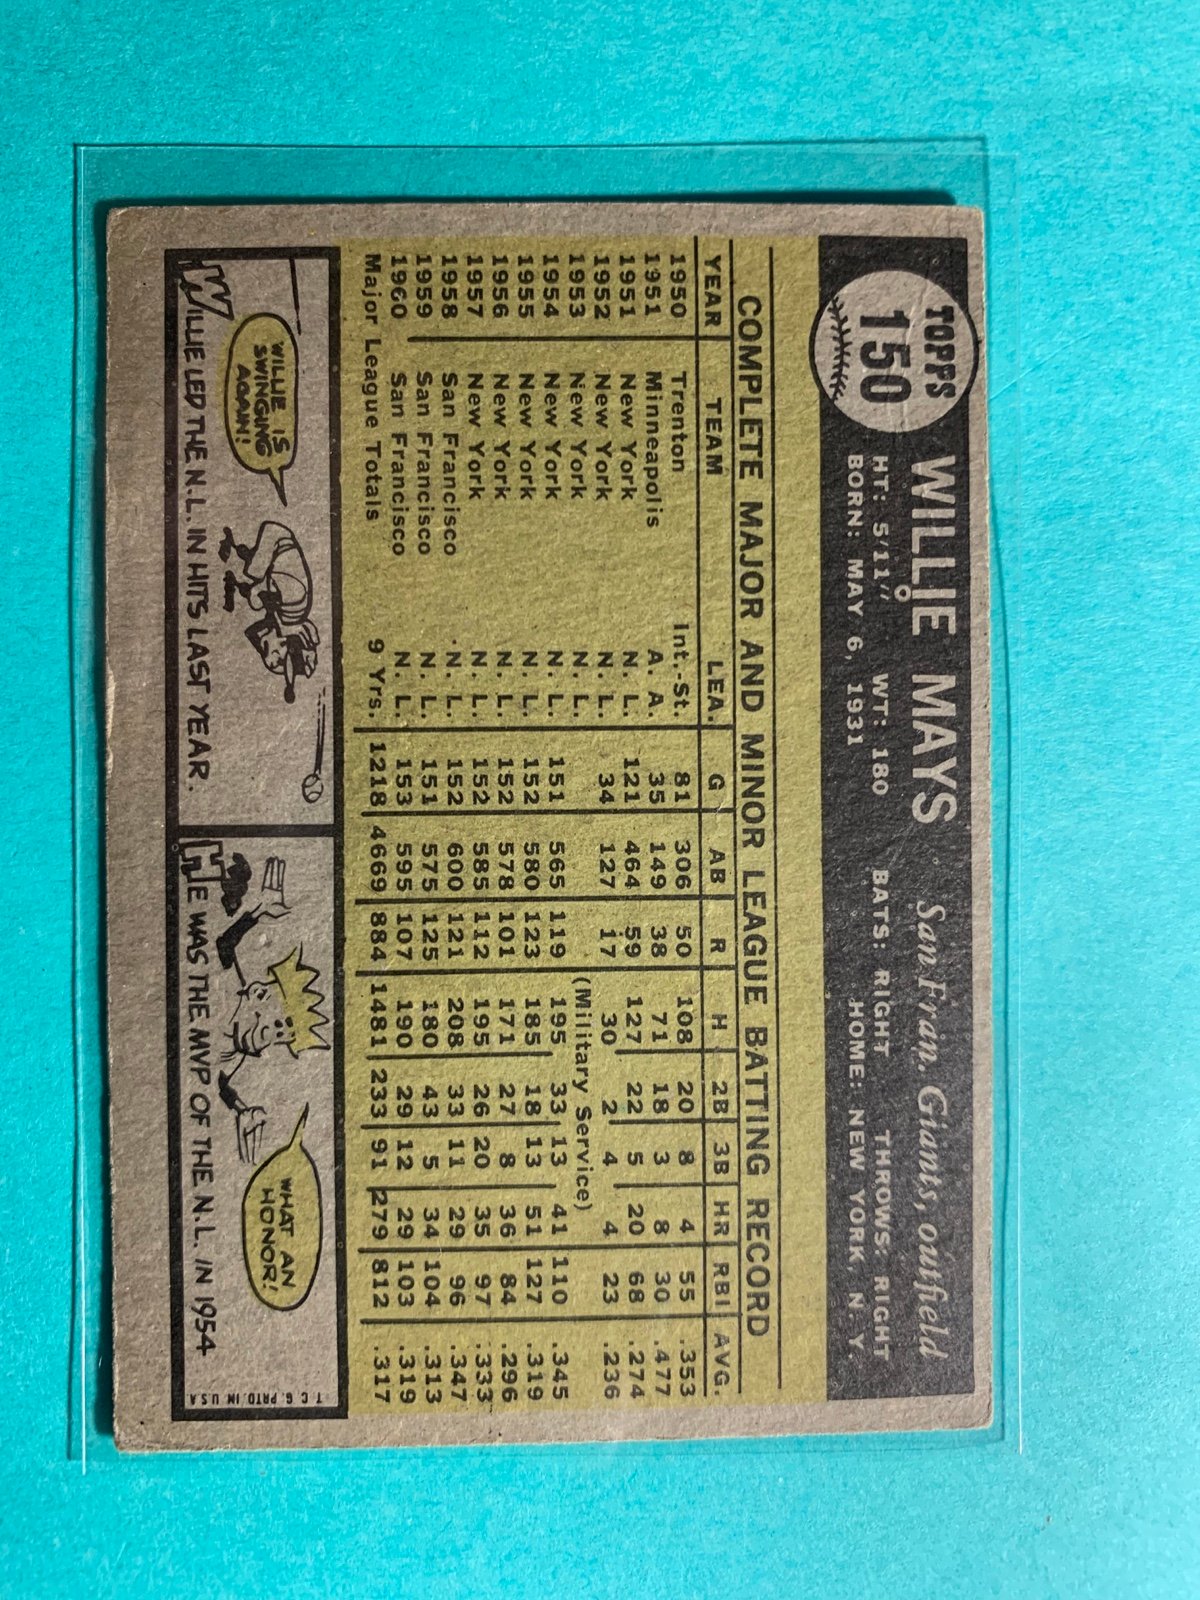 TOPPS
150
WILLIE MAYS San Fran. Giants, outfield
HT: 5'11" WT: 180 BATS: RIGHT THROWS: RIGHT
BORN: MAY 6, 1931 HOME: NEW YORK, N. Y.
COMPLETE MAJOR AND MINOR LEAGUE BATTING RECORD
YEAR TEAM LEA. G AB R H 2B 3B HR RBI AVG.
1950 Trenton Int.-St. 81 306 50 108 20 8 4 55 .353
1951 Minneapolis A. A. 35 149 38 71 18 3 8 30 .477
1951 New York N. L. 121 464 59 127 22 5 20 68 .274
1952 New York N. L. 34 127 17 30 2 4 4 23 .236
1953 New York N. L. (Military Service)
1954 New York N. L. 151 565 119 195 33 13 41 110 .345
1955 New York N. L. 152 580 123 185 18 13 51 127 .319
1956 New York N. L. 152 578 101 171 27 8 36 84 .296
1957 New York N. L. 152 585 112 195 26 20 35 97 .333
1958 San Francisco N. L. 152 600 121 208 33 11 29 96 .347
1959 San Francisco N. L. 151 575 125 180 43 5 34 104 .313
1960 San Francisco N. L. 153 595 107 190 29 12 29 103 .319
Major League Totals 9 Yrs. 1218 4669 884 1481 233 91 279 812 .317
WILLIE IS
SWINGING
AGAIN!
WILLIE LED THE N.L. IN HITS LAST YEAR.
WHAT AN
HONOR!
HE WAS THE MVP OF THE N.L. IN 1954
T.C.G. PRTD. IN U.S.A.